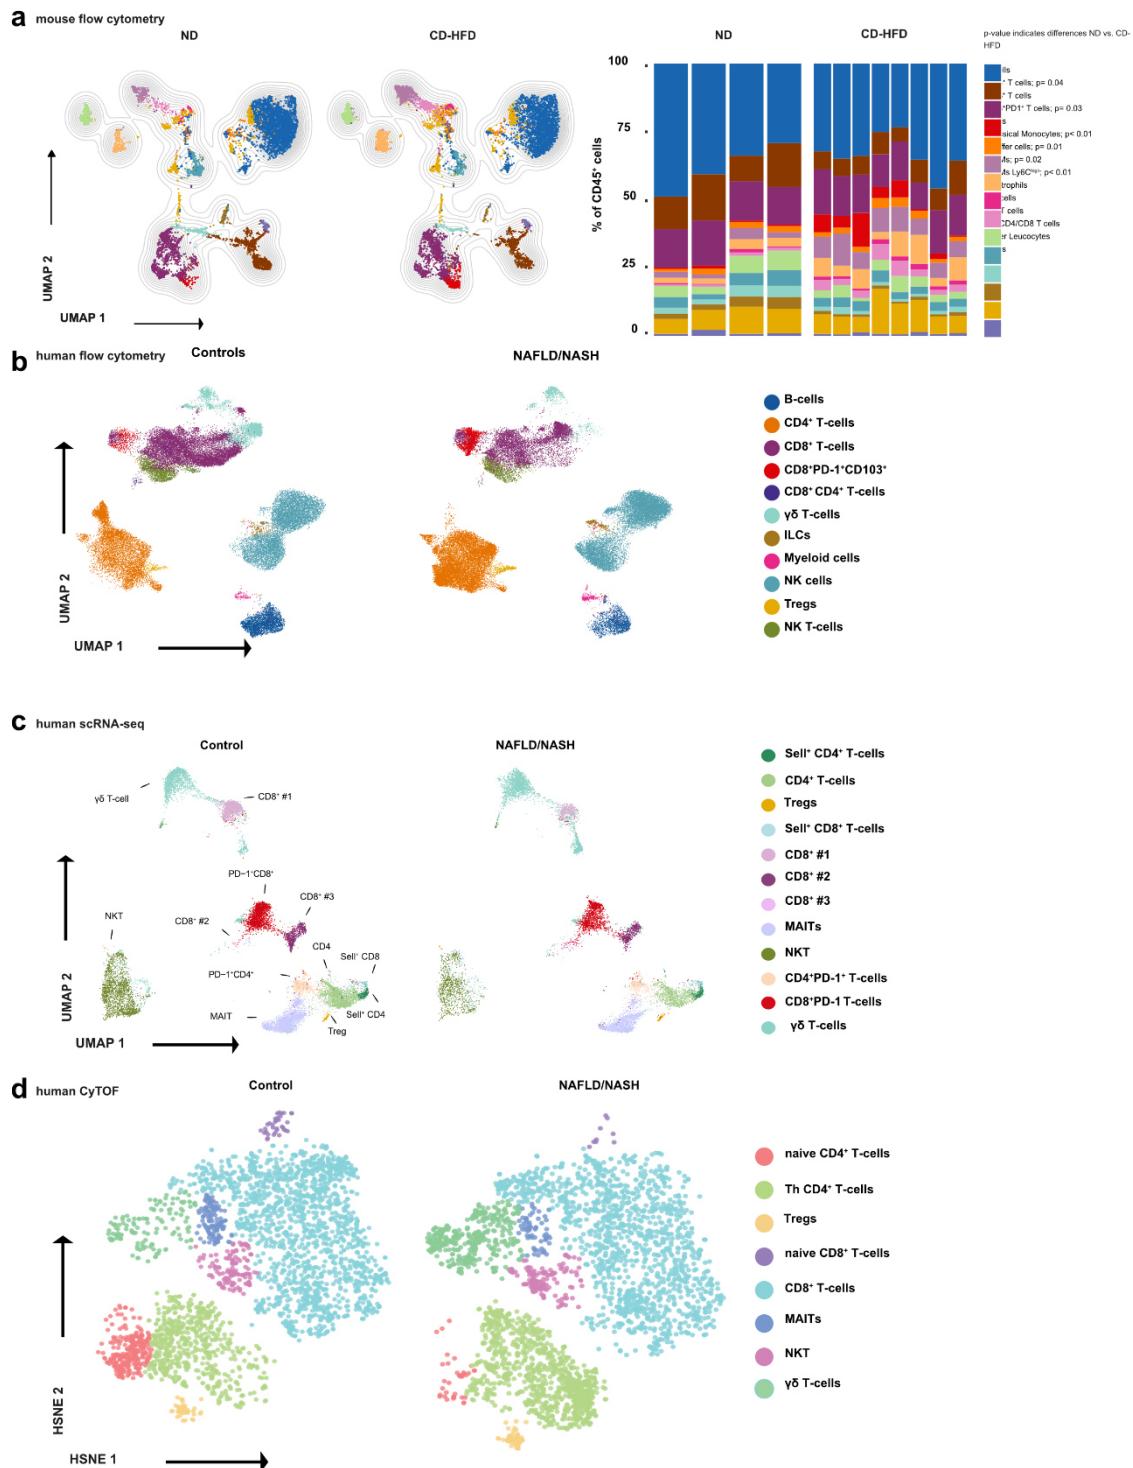 a mouse flow cytometry
ND
CD-HFD
UMAP 2
UMAP 1
ND
CD-HFD
% of CD45⁺ cells
100
75
50
25
0
p-value indicates differences ND vs. CD-
HFD
T cells; p= 0.04
T cells
⁺PD1⁺ T cells; p= 0.03
sical Monocytes; p< 0.01
ffer cells; p= 0.01
Ms; p= 0.02
Ms Ly6Cʰⁱᵍʰ; p< 0.01
trophils
cells
T cells
CD4/CD8 T cells
er Leucocytes
b human flow cytometry
Controls
NAFLD/NASH
UMAP 2
UMAP 1
B-cells
CD4⁺ T-cells
CD8⁺ T-cells
CD8⁺PD-1⁺CD103⁺
CD8⁺ CD4⁺ T-cells
γδ T-cells
ILCs
Myeloid cells
NK cells
Tregs
NK T-cells
c human scRNA-seq
Control
NAFLD/NASH
γδ T-cell
CD8⁺ #1
PD−1⁺CD8⁺
CD8⁺ #3
CD8⁺ #2
NKT
CD4
Sell⁺ CD8
PD−1⁺CD4⁺
MAIT
Sell⁺ CD4
Treg
UMAP 2
UMAP 1
Sell⁺ CD4⁺ T-cells
CD4⁺ T-cells
Tregs
Sell⁺ CD8⁺ T-cells
CD8⁺ #1
CD8⁺ #2
CD8⁺ #3
MAITs
NKT
CD4⁺PD-1⁺ T-cells
CD8⁺PD-1 T-cells
γδ T-cells
d human CyTOF
Control
NAFLD/NASH
HSNE 2
HSNE 1
naive CD4⁺ T-cells
Th CD4⁺ T-cells
Tregs
naive CD8⁺ T-cells
CD8⁺ T-cells
MAITs
NKT
γδ T-cells